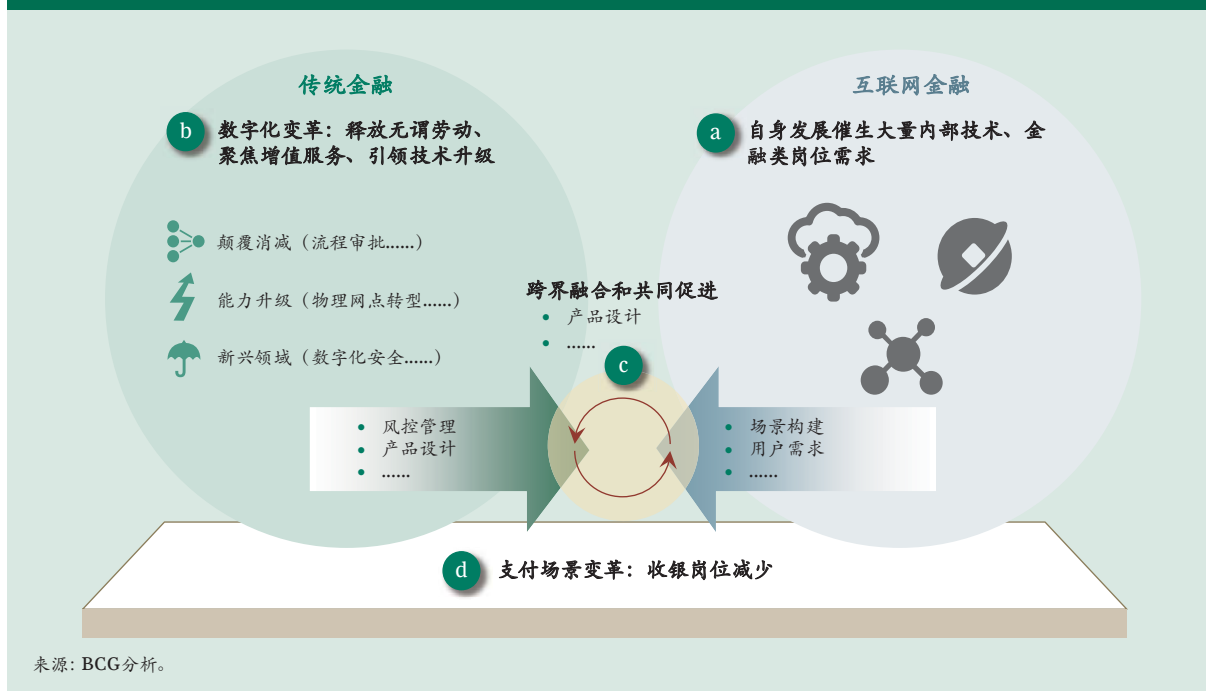 传统金融
b
数字化变革：释放无谓劳动、
聚焦增值服务、引领技术升级
颠覆消减（流程审批......）
能力升级（物理网点转型......）
新兴领域（数字化安全......）
互联网金融
a
自身发展催生大量内部技术、金
融类岗位需求
跨界融合和共同促进
• 产品设计
• ......
c
• 风控管理
• 产品设计
• ......
• 场景构建
• 用户需求
• ......
d
支付场景变革：收银岗位减少
来源：BCG分析。